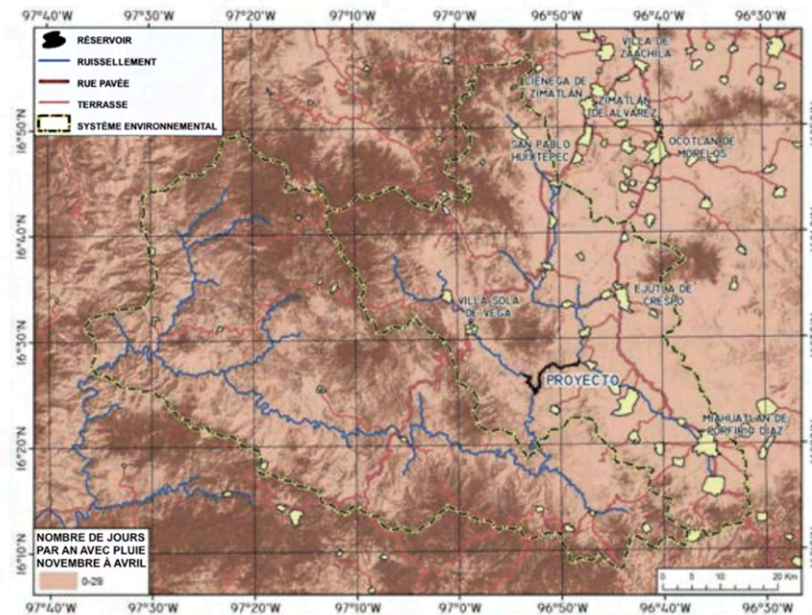 97°40'O 97°30'O 97°20'O 97°10'O 97°0'O 96°50'O 96°40'O 96°30'O
RÉSERVOIR
RUISSELLEMENT
RUE PAVÉE
TERRASSE
SYSTÈME ENVIRONNEMENTAL
VILLA DE
ZAACHILA
CIÉNEGA DE
ZIMATLÁN
ZIMATLÁN
DE ALVAREZ
SAN PABLO
HUIXTEPEC
OCOTLÁN DE
MORELOS
16°50'N
16°40'N
EJUTLA DE
CRESPO
VILLA SOLA
DE VEGA
16°30'N
PROYECTO
MIAHUATLÁN DE
PORFIRIO DÍAZ
16°20'N
16°10'N
NOMBRE DE JOURS
PAR AN AVEC PLUIE
NOVEMBRE À AVRIL
0-29
0 5 10 20 Km
97°40'O 97°30'O 97°20'O 97°10'O 97°0'O 96°50'O 96°40'O 96°30'O